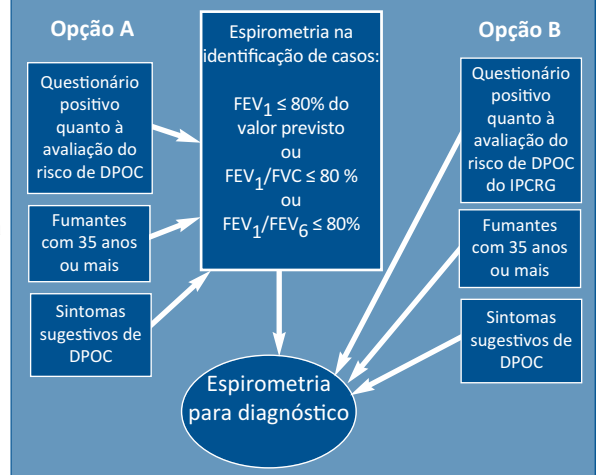 Opção A
Questionário
positivo
quanto à
avaliação do
risco de DPOC
Fumantes
com 35 anos
ou mais
Sintomas
sugestivos de
DPOC
Espirometria na
identificação de casos:
FEV1 ≤ 80% do
valor previsto
ou
FEV1/FVC ≤ 80 %
ou
FEV1/FEV6 ≤ 80%
Espirometria
para diagnóstico
Opção B
Questionário
positivo
quanto à
avaliação do
risco de DPOC
do IPCRG
Fumantes
com 35 anos
ou mais
Sintomas
sugestivos de
DPOC